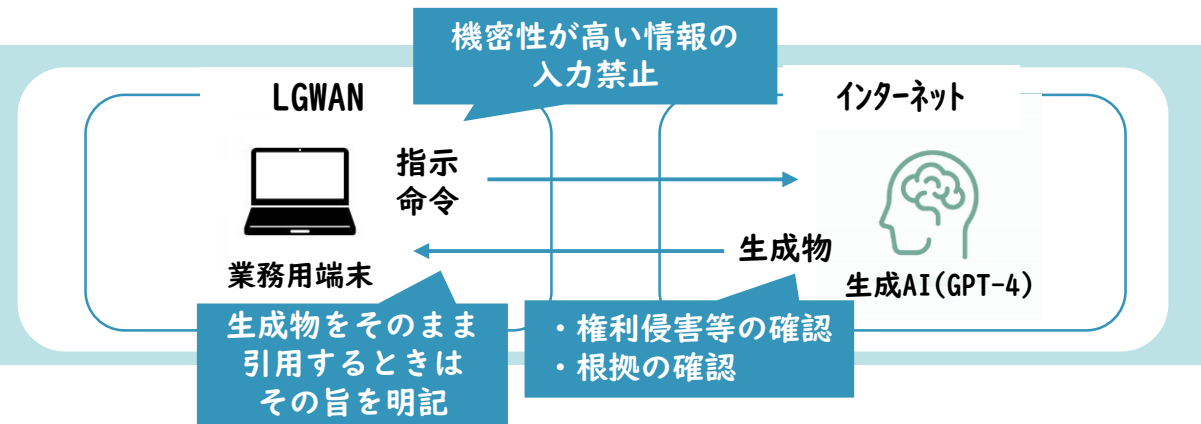 機密性が高い情報の
入力禁止
LGWAN
インターネット
指示
命令
生成物
業務用端末
生成AI(GPT-4)
生成物をそのまま
引用するときは
その旨を明記
・権利侵害等の確認
・根拠の確認